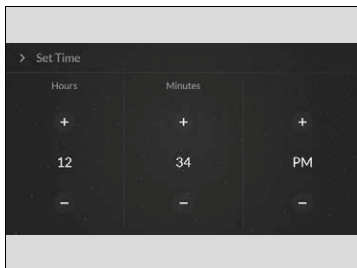 > Set Time
Hours Minutes
+ + +
12 34 PM
- - -